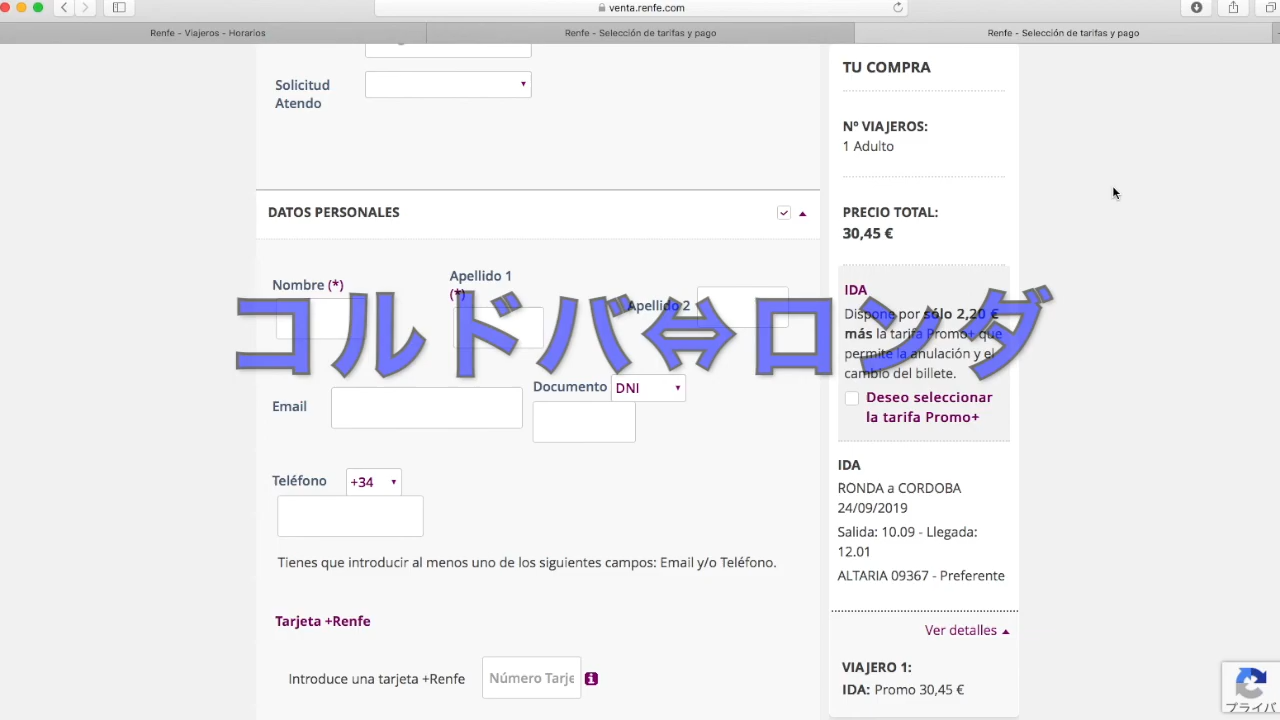 venta.renfe.com
Renfe - Viajeros - Horarios
Renfe - Selección de tarifas y pago
Renfe - Selección de tarifas y pago
Solicitud
Atendo
DATOS PERSONALES
Nombre (*)
Apellido 1
(*)
Apellido 2
コルドバ⇔ロンダ
Email
Documento
DNI
Teléfono
+34
Tienes que introducir al menos uno de los siguientes campos: Email y/o Teléfono.
Tarjeta +Renfe
Introduce una tarjeta +Renfe
Número Tarje
TU COMPRA
Nº VIAJEROS:
1 Adulto
PRECIO TOTAL:
30,45 €
IDA
Dispone por sólo 2,20 €
más la tarifa Promo+ que
permite la anulación y el
cambio del billete.
Deseo seleccionar
la tarifa Promo+
IDA
RONDA a CORDOBA
24/09/2019
Salida: 10.09 - Llegada:
12.01
ALTARIA 09367 - Preferente
Ver detalles
VIAJERO 1:
IDA: Promo 30,45 €
プライバ